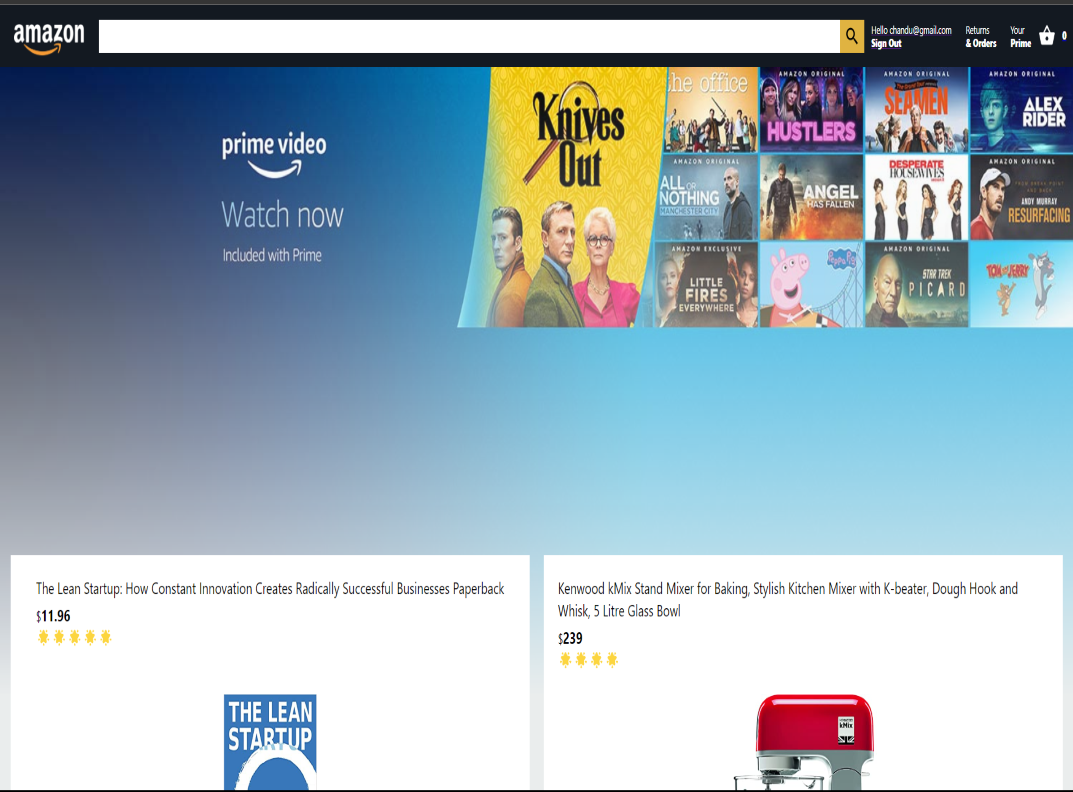 amazon
Hello chandu@gmail.com
Sign Out
Returns
& Orders
Your
Prime
0
prime video
Watch now
Included with Prime
Knives
Out
the office
AMAZON ORIGINAL
HUSTLERS
AMAZON ORIGINAL
SEAMEN
AMAZON ORIGINAL
ALEX
RIDER
AMAZON ORIGINAL
ALL OR
NOTHING
MANCHESTER CITY
ANGEL
HAS FALLEN
DESPERATE
HOUSEWIVES
AMAZON ORIGINAL
ANDY MURRAY
RESURFACING
AMAZON EXCLUSIVE
LITTLE
FIRES
EVERYWHERE
Peppa Pig
AMAZON ORIGINAL
STAR TREK
PICARD
TOM and JERRY
The Lean Startup: How Constant Innovation Creates Radically Successful Businesses Paperback
$11.96
THE LEAN
STARTUP
Kenwood kMix Stand Mixer for Baking, Stylish Kitchen Mixer with K-beater, Dough Hook and
Whisk, 5 Litre Glass Bowl
$239
kMix